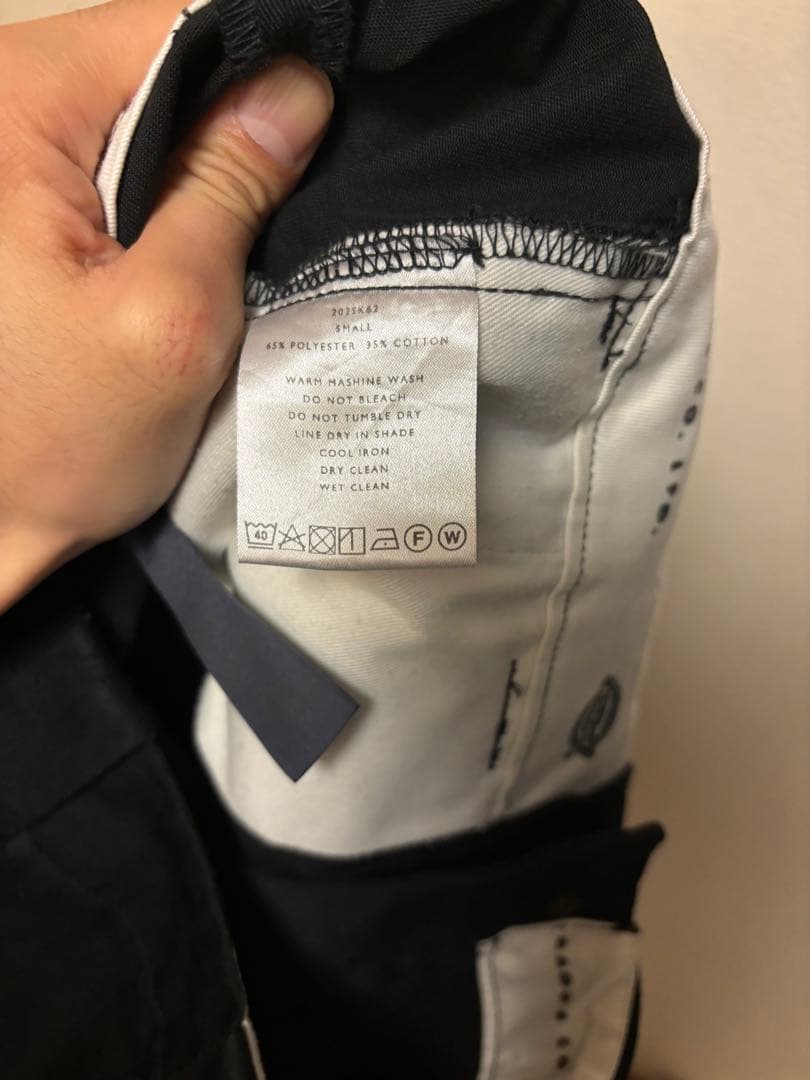 2025K62
SMALL
65% POLYESTER 35% COTTON
WARM MASHINE WASH
DO NOT BLEACH
DO NOT TUMBLE DRY
LINE DRY IN SHADE
COOL IRON
DRY CLEAN
WET CLEAN
40 F W